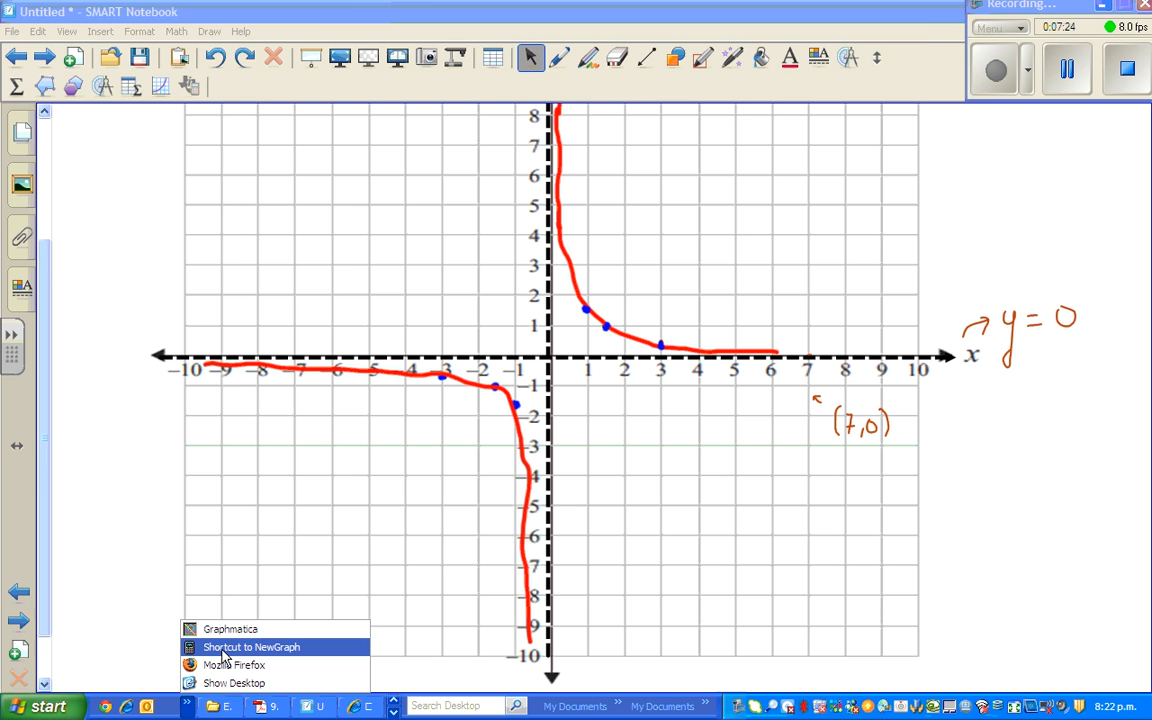 Untitled * - SMART Notebook
Recording...
File Edit View Insert Format Math Draw Help
Menu
0:07:24
8.0 fps
8
7
6
5
4
3
2
1
-10 -9 -8 -7 -6 -5 -4 -3 -2 -1 1 2 3 4 5 6 7 8 9 10
x
y = 0
(7,0)
-1
-2
-3
-4
-5
-6
-7
-8
-9
-10
Graphmatica
Shortcut to NewGraph
Mozilla Firefox
Show Desktop
start
E.
9.
U
Search Desktop
My Documents
My Documents
8:22 p.m.